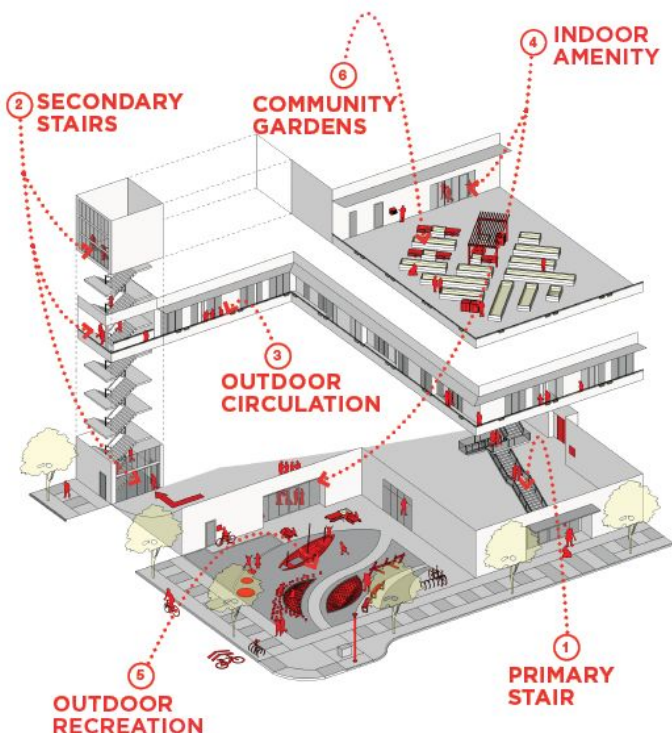 4 INDOOR
AMENITY
6
COMMUNITY
GARDENS
2 SECONDARY
STAIRS
3
OUTDOOR
CIRCULATION
1
PRIMARY
STAIR
5
OUTDOOR
RECREATION